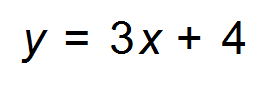 y = 3x + 4